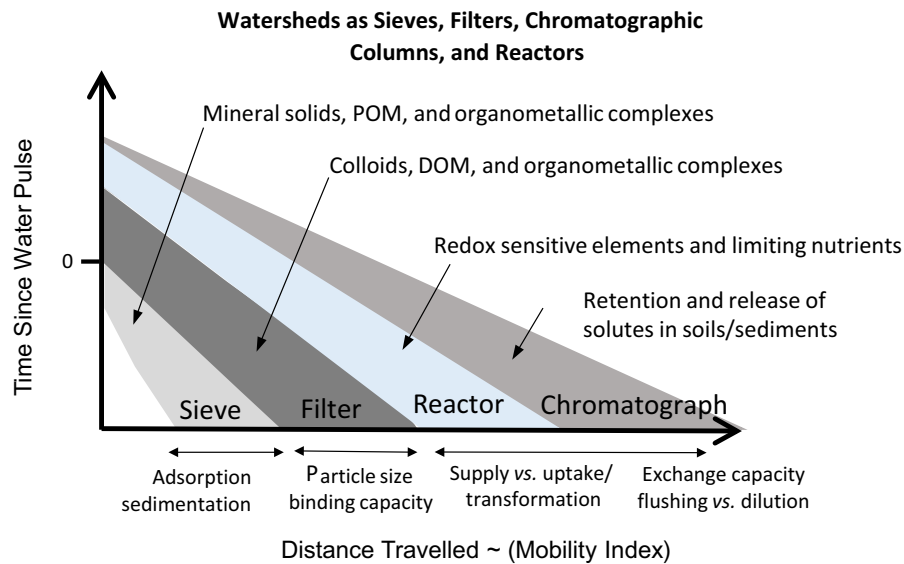 Watersheds as Sieves, Filters, Chromatographic
Columns, and Reactors
Mineral solids, POM, and organometallic complexes
Colloids, DOM, and organometallic complexes
Redox sensitive elements and limiting nutrients
Retention and release of
solutes in soils/sediments
Time Since Water Pulse
0
Sieve
Filter
Reactor
Chromatograph
Adsorption
sedimentation
Particle size
binding capacity
Supply vs. uptake/
transformation
Exchange capacity
flushing vs. dilution
Distance Travelled ~ (Mobility Index)